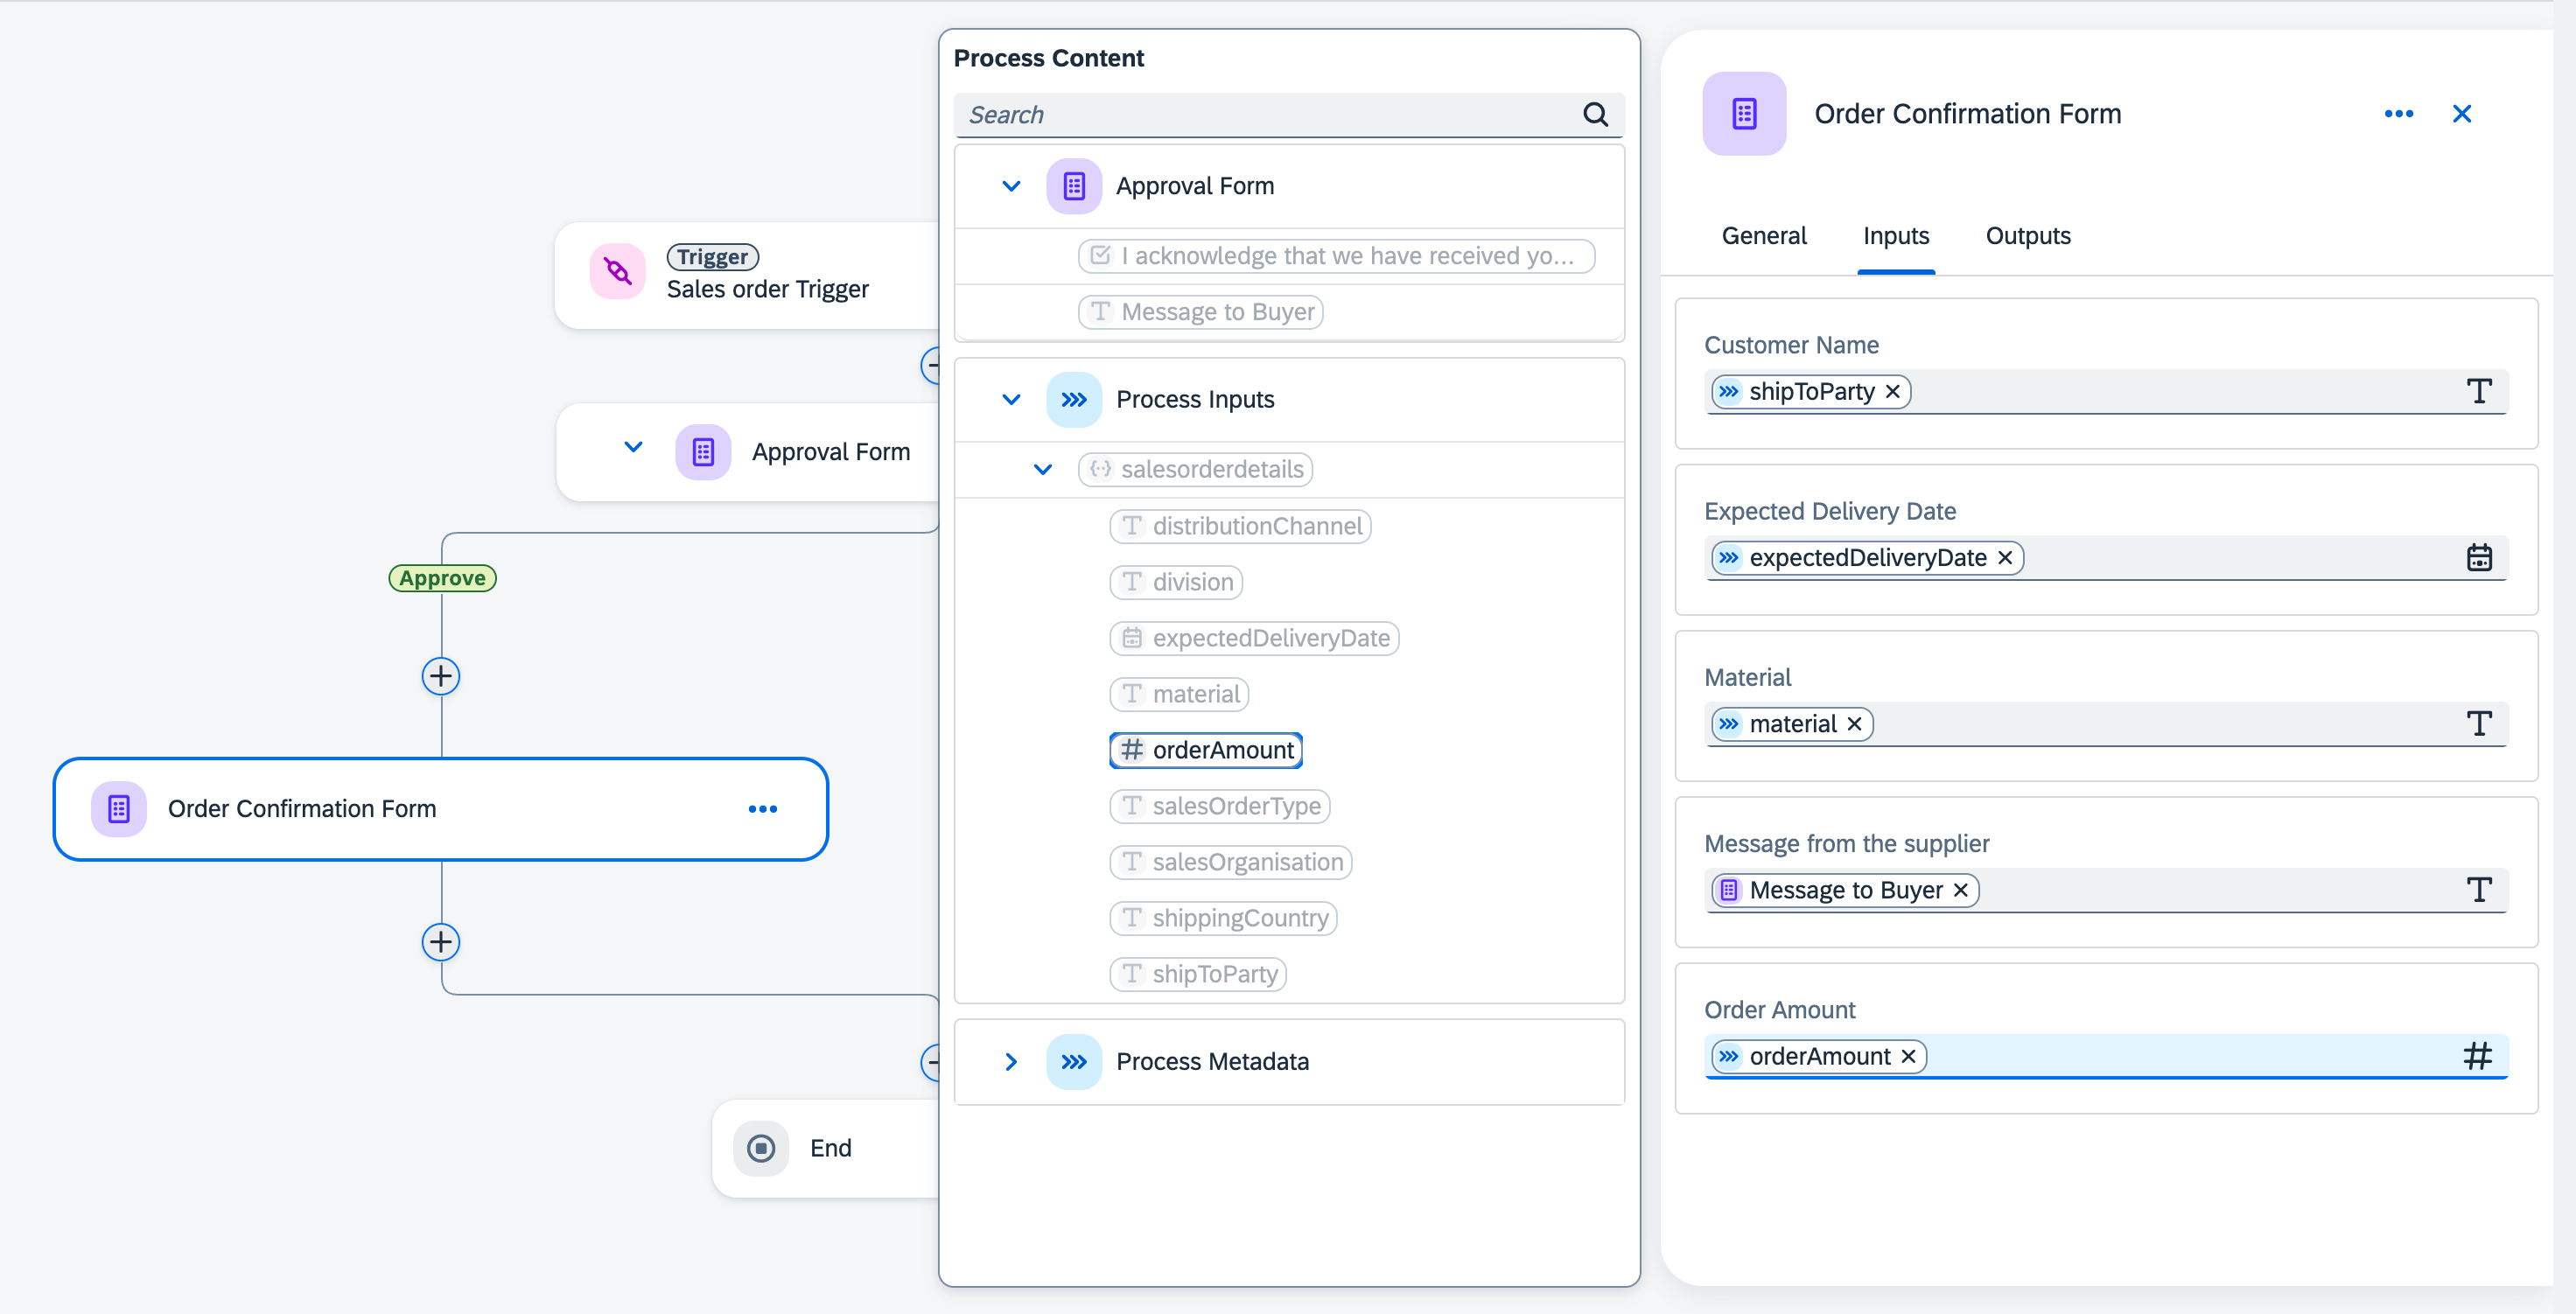 Trigger
Sales order Trigger
Approval Form
Approve
Order Confirmation Form
End
Process Content
Search
Approval Form
I acknowledge that we have received yo...
Message to Buyer
Process Inputs
salesorderdetails
distributionChannel
division
expectedDeliveryDate
material
orderAmount
salesOrderType
salesOrganisation
shippingCountry
shipToParty
Process Metadata
Order Confirmation Form
General Inputs Outputs
Customer Name
shipToParty
Expected Delivery Date
expectedDeliveryDate
Material
material
Message from the supplier
Message to Buyer
Order Amount
orderAmount